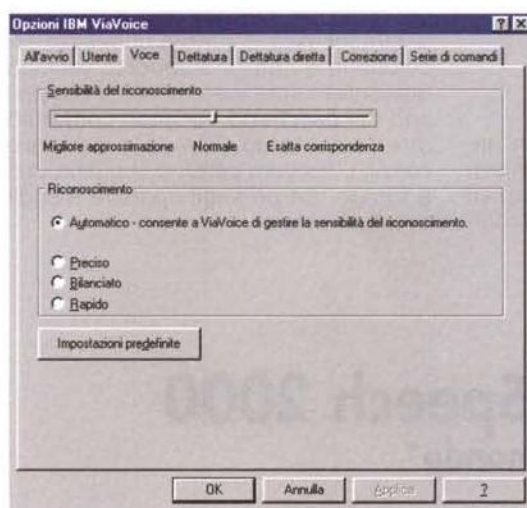 Opzioni IBM ViaVoice
All'avvio Utente Voce Dettatura Dettatura diretta Correzione Serie di comandi
Sensibilità del riconoscimento
Migliore approssimazione Normale Esatta corrispondenza
Riconoscimento
Automatico - consente a ViaVoice di gestire la sensibilità del riconoscimento.
Preciso
Bilanciato
Rapido
Impostazioni predefinite
Speech 2000
mondo
OK Annulla Applica ?